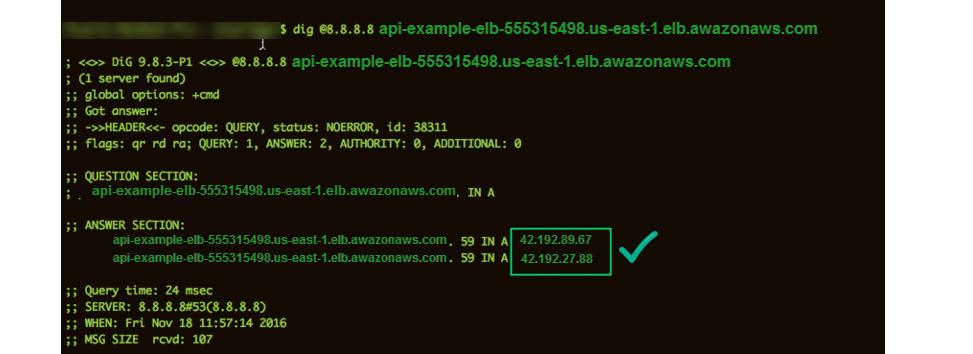 $ dig @8.8.8.8 api-example-elb-555315498.us-east-1.elb.awazonaws.com
; <<>> DiG 9.8.3-P1 <<>> @8.8.8.8 api-example-elb-555315498.us-east-1.elb.awazonaws.com
; (1 server found)
;; global options: +cmd
;; Got answer:
;; ->>HEADER<<- opcode: QUERY, status: NOERROR, id: 38311
;; flags: qr rd ra; QUERY: 1, ANSWER: 2, AUTHORITY: 0, ADDITIONAL: 0
;; QUESTION SECTION:
; . api-example-elb-555315498.us-east-1.elb.awazonaws.com. IN A
;; ANSWER SECTION:
api-example-elb-555315498.us-east-1.elb.awazonaws.com. 59 IN A 42.192.89.67
api-example-elb-555315498.us-east-1.elb.awazonaws.com. 59 IN A 42.192.27.88
;; Query time: 24 msec
;; SERVER: 8.8.8.8#53(8.8.8.8)
;; WHEN: Fri Nov 18 11:57:14 2016
;; MSG SIZE rcvd: 107